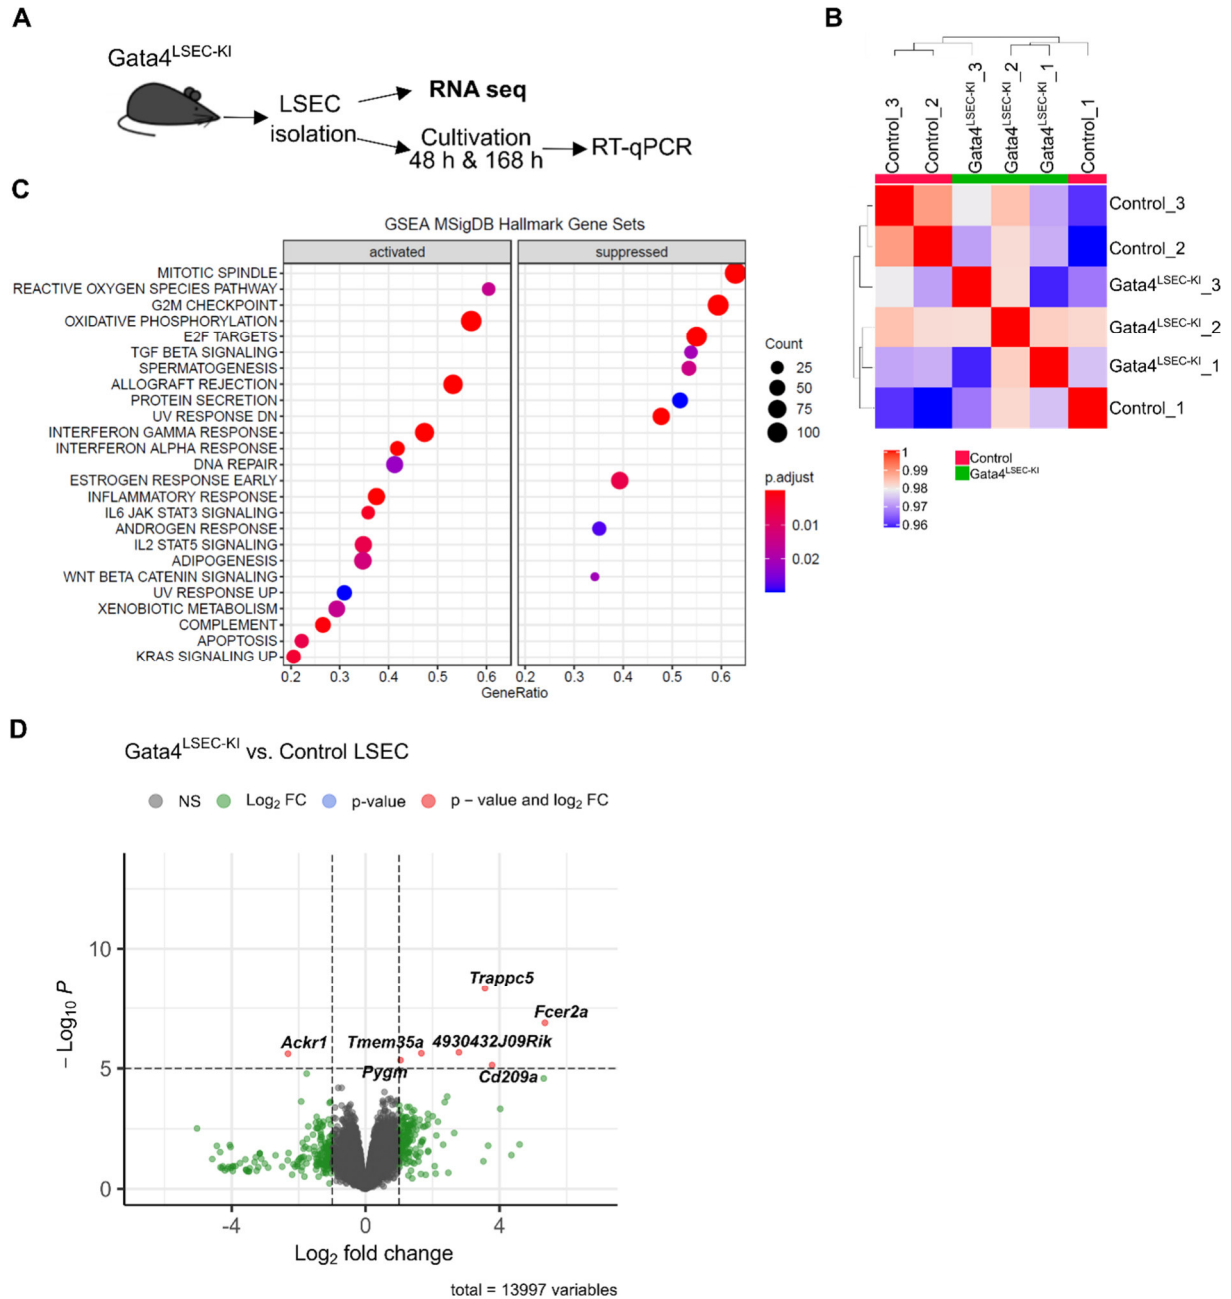 A
Gata4LSEC-KI
LSEC
isolation
RNA seq
Cultivation
48 h & 168 h
RT-qPCR
B
Control_3
Control_2
Gata4LSEC-KI_3
Gata4LSEC-KI_2
Gata4LSEC-KI_1
Control_1
Control_3
Control_2
Gata4LSEC-KI_3
Gata4LSEC-KI_2
Gata4LSEC-KI_1
Control_1
1
0.99
0.98
0.97
0.96
Control
Gata4LSEC-KI
C
GSEA MSigDB Hallmark Gene Sets
activated
suppressed
MITOTIC SPINDLE
REACTIVE OXYGEN SPECIES PATHWAY
G2M CHECKPOINT
OXIDATIVE PHOSPHORYLATION
E2F TARGETS
TGF BETA SIGNALING
SPERMATOGENESIS
ALLOGRAFT REJECTION
PROTEIN SECRETION
UV RESPONSE DN
INTERFERON GAMMA RESPONSE
INTERFERON ALPHA RESPONSE
DNA REPAIR
ESTROGEN RESPONSE EARLY
INFLAMMATORY RESPONSE
IL6 JAK STAT3 SIGNALING
ANDROGEN RESPONSE
IL2 STAT5 SIGNALING
ADIPOGENESIS
WNT BETA CATENIN SIGNALING
UV RESPONSE UP
XENOBIOTIC METABOLISM
COMPLEMENT
APOPTOSIS
KRAS SIGNALING UP
0.2 0.3 0.4 0.5 0.6
0.2 0.3 0.4 0.5 0.6
GeneRatio
Count
25
50
75
100
p.adjust
0.01
0.02
D
Gata4LSEC-KI vs. Control LSEC
NS Log2 FC p-value p – value and log2 FC
– Log10 P
10
5
0
Trappc5
Fcer2a
Ackr1
Tmem35a
4930432J09Rik
Pygm
Cd209a
-4 0 4
Log2 fold change
total = 13997 variables